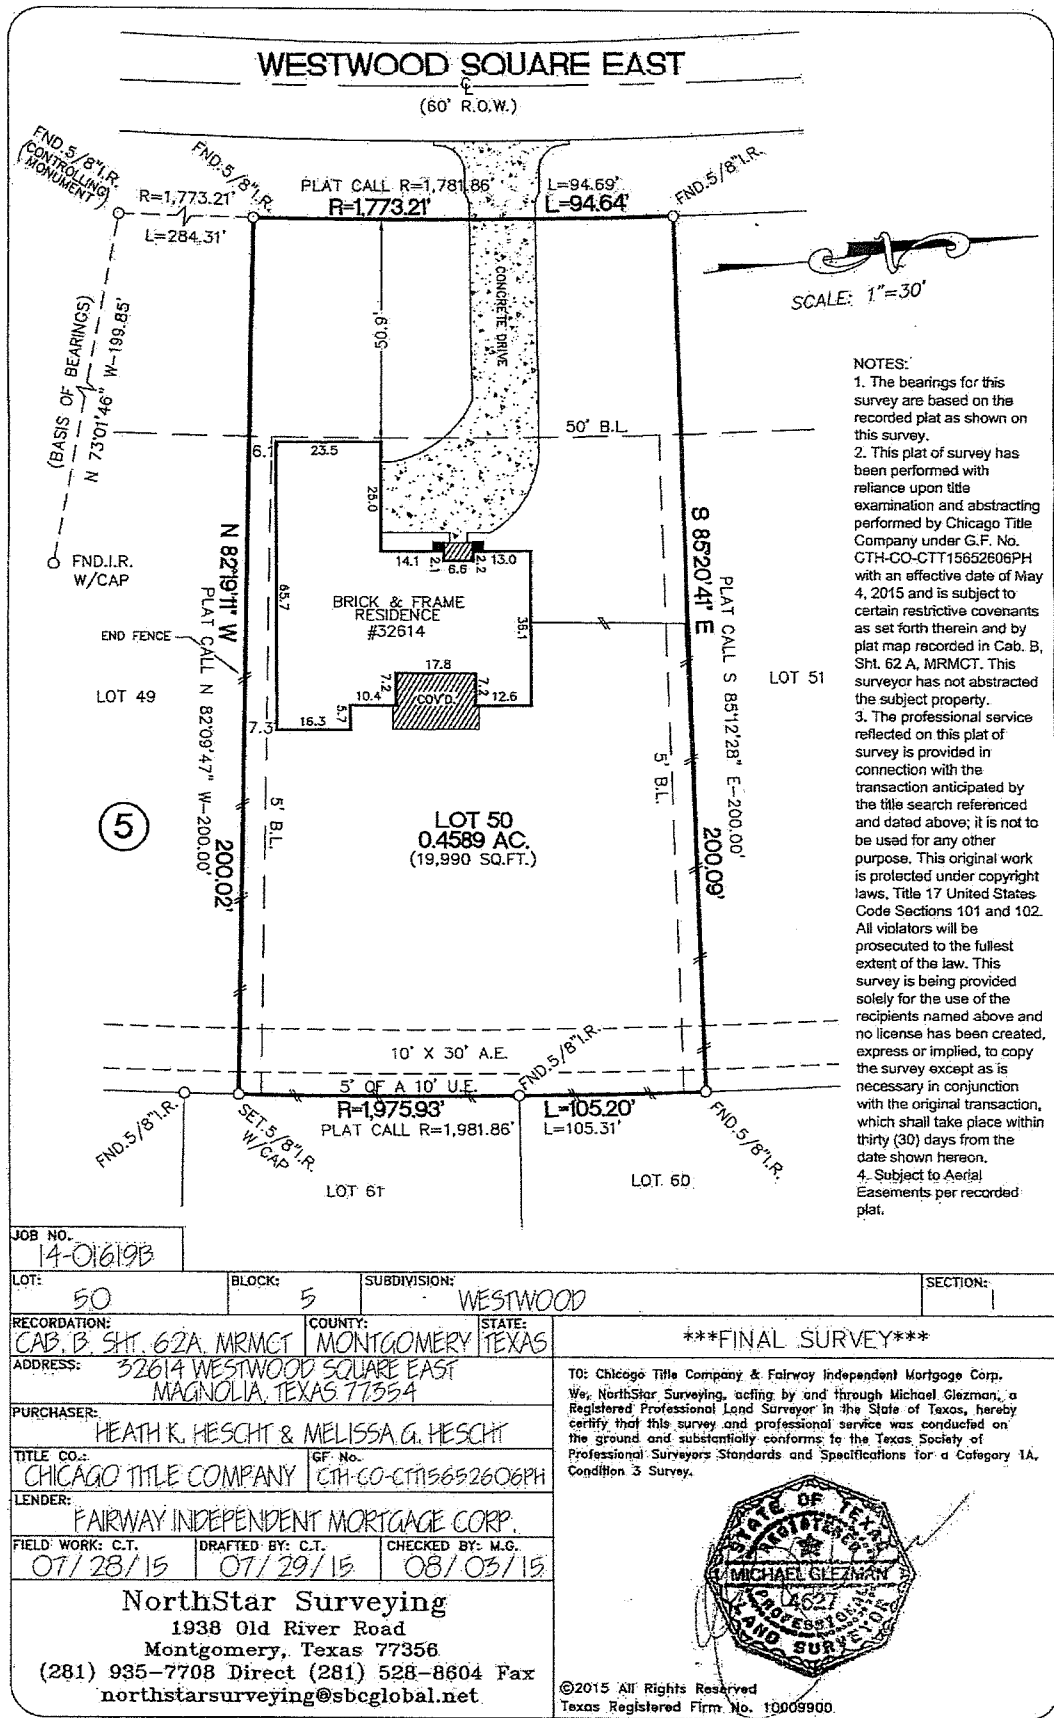 WESTWOOD SQUARE EAST
℄
(60' R.O.W.)
FND.5/8"I.R.
(CONTROLLING
MONUMENT)
FND.5/8"I.R.
FND.5/8"I.R.
R=1,773.21'
L=284.31'
PLAT CALL R=1,781.86'
L=94.69'
R=1,773.21'
L=94.64'
SCALE: 1"=30'
(BASIS OF BEARINGS)
N 73°01'46" W-199.85'
50.9'
CONCRETE DRIVE
50' B.L.
6.1
23.5
25.0
FND.I.R.
W/CAP
14.1
2.1
6.6
2.2
13.0
N 82°19'11" W
200.02'
PLAT CALL N 82°09'47" W-200.00'
S 85°20'41" E
200.09'
PLAT CALL S 85°12'28" E-200.00'
65.7
BRICK & FRAME
RESIDENCE
#32614
38.1
END FENCE
17.8
7.2
7.2
10.4
COV'D.
12.6
5.7
16.3
7.3
LOT 49
LOT 51
5
5' B.L.
5' B.L.
LOT 50
0.4589 AC.
(19,990 SQ.FT.)
10' X 30' A.E.
5' OF A 10' U.E.
FND.5/8"I.R.
R=1,975.93'
L=105.20'
PLAT CALL R=1,981.86'
L=105.31'
FND.5/8"I.R.
SET.5/8"I.R.
W/CAP
FND.5/8"I.R.
LOT 61
LOT 60
NOTES:
1. The bearings for this
survey are based on the
recorded plat as shown on
this survey.
2. This plat of survey has
been performed with
reliance upon title
examination and abstracting
performed by Chicago Title
Company under G.F. No.
CTH-CO-CTT15652606PH
with an effective date of May
4, 2015 and is subject to
certain restrictive covenants
as set forth therein and by
plat map recorded in Cab. B,
Sht. 62 A, MRMCT. This
surveyor has not abstracted
the subject property.
3. The professional service
reflected on this plat of
survey is provided in
connection with the
transaction anticipated by
the title search referenced
and dated above; it is not to
be used for any other
purpose. This original work
is protected under copyright
laws, Title 17 United States
Code Sections 101 and 102.
All violators will be
prosecuted to the fullest
extent of the law. This
survey is being provided
solely for the use of the
recipients named above and
no license has been created,
express or implied, to copy
the survey except as is
necessary in conjunction
with the original transaction,
which shall take place within
thirty (30) days from the
date shown hereon.
4. Subject to Aerial
Easements per recorded
plat.
JOB NO.
14-01619B
LOT:
50
BLOCK:
5
SUBDIVISION:
WESTWOOD
SECTION:
1
RECORDATION:
CAB. B, SHT. 62A, MRMCT
COUNTY:
MONTGOMERY
STATE:
TEXAS
ADDRESS:
32614 WESTWOOD SQUARE EAST
MAGNOLIA, TEXAS 77354
PURCHASER:
HEATH K. HESCHT & MELISSA G. HESCHT
TITLE CO.:
CHICAGO TITLE COMPANY
GF No.
CTH-CO-CTT15652606PH
LENDER:
FAIRWAY INDEPENDENT MORTGAGE CORP.
FIELD WORK: C.T.
07/28/15
DRAFTED BY: C.T.
07/29/15
CHECKED BY: M.G.
08/03/15
NorthStar Surveying
1938 Old River Road
Montgomery, Texas 77356
(281) 935-7708 Direct (281) 528-8604 Fax
northstarsurveying@sbcglobal.net
***FINAL SURVEY***
TO: Chicago Title Company & Fairway Independent Mortgage Corp.
We, NorthStar Surveying, acting by and through Michael Glezman, a
Registered Professional Land Surveyor in the State of Texas, hereby
certify that this survey and professional service was conducted on
the ground and substantially conforms to the Texas Society of
Professional Surveyors Standards and Specifications for a Category 1A,
Condition 3 Survey.
STATE OF TEXAS
REGISTERED
MICHAEL GLEZMAN
4627
PROFESSIONAL
LAND SURVEYOR
©2015 All Rights Reserved
Texas Registered Firm No. 10009900